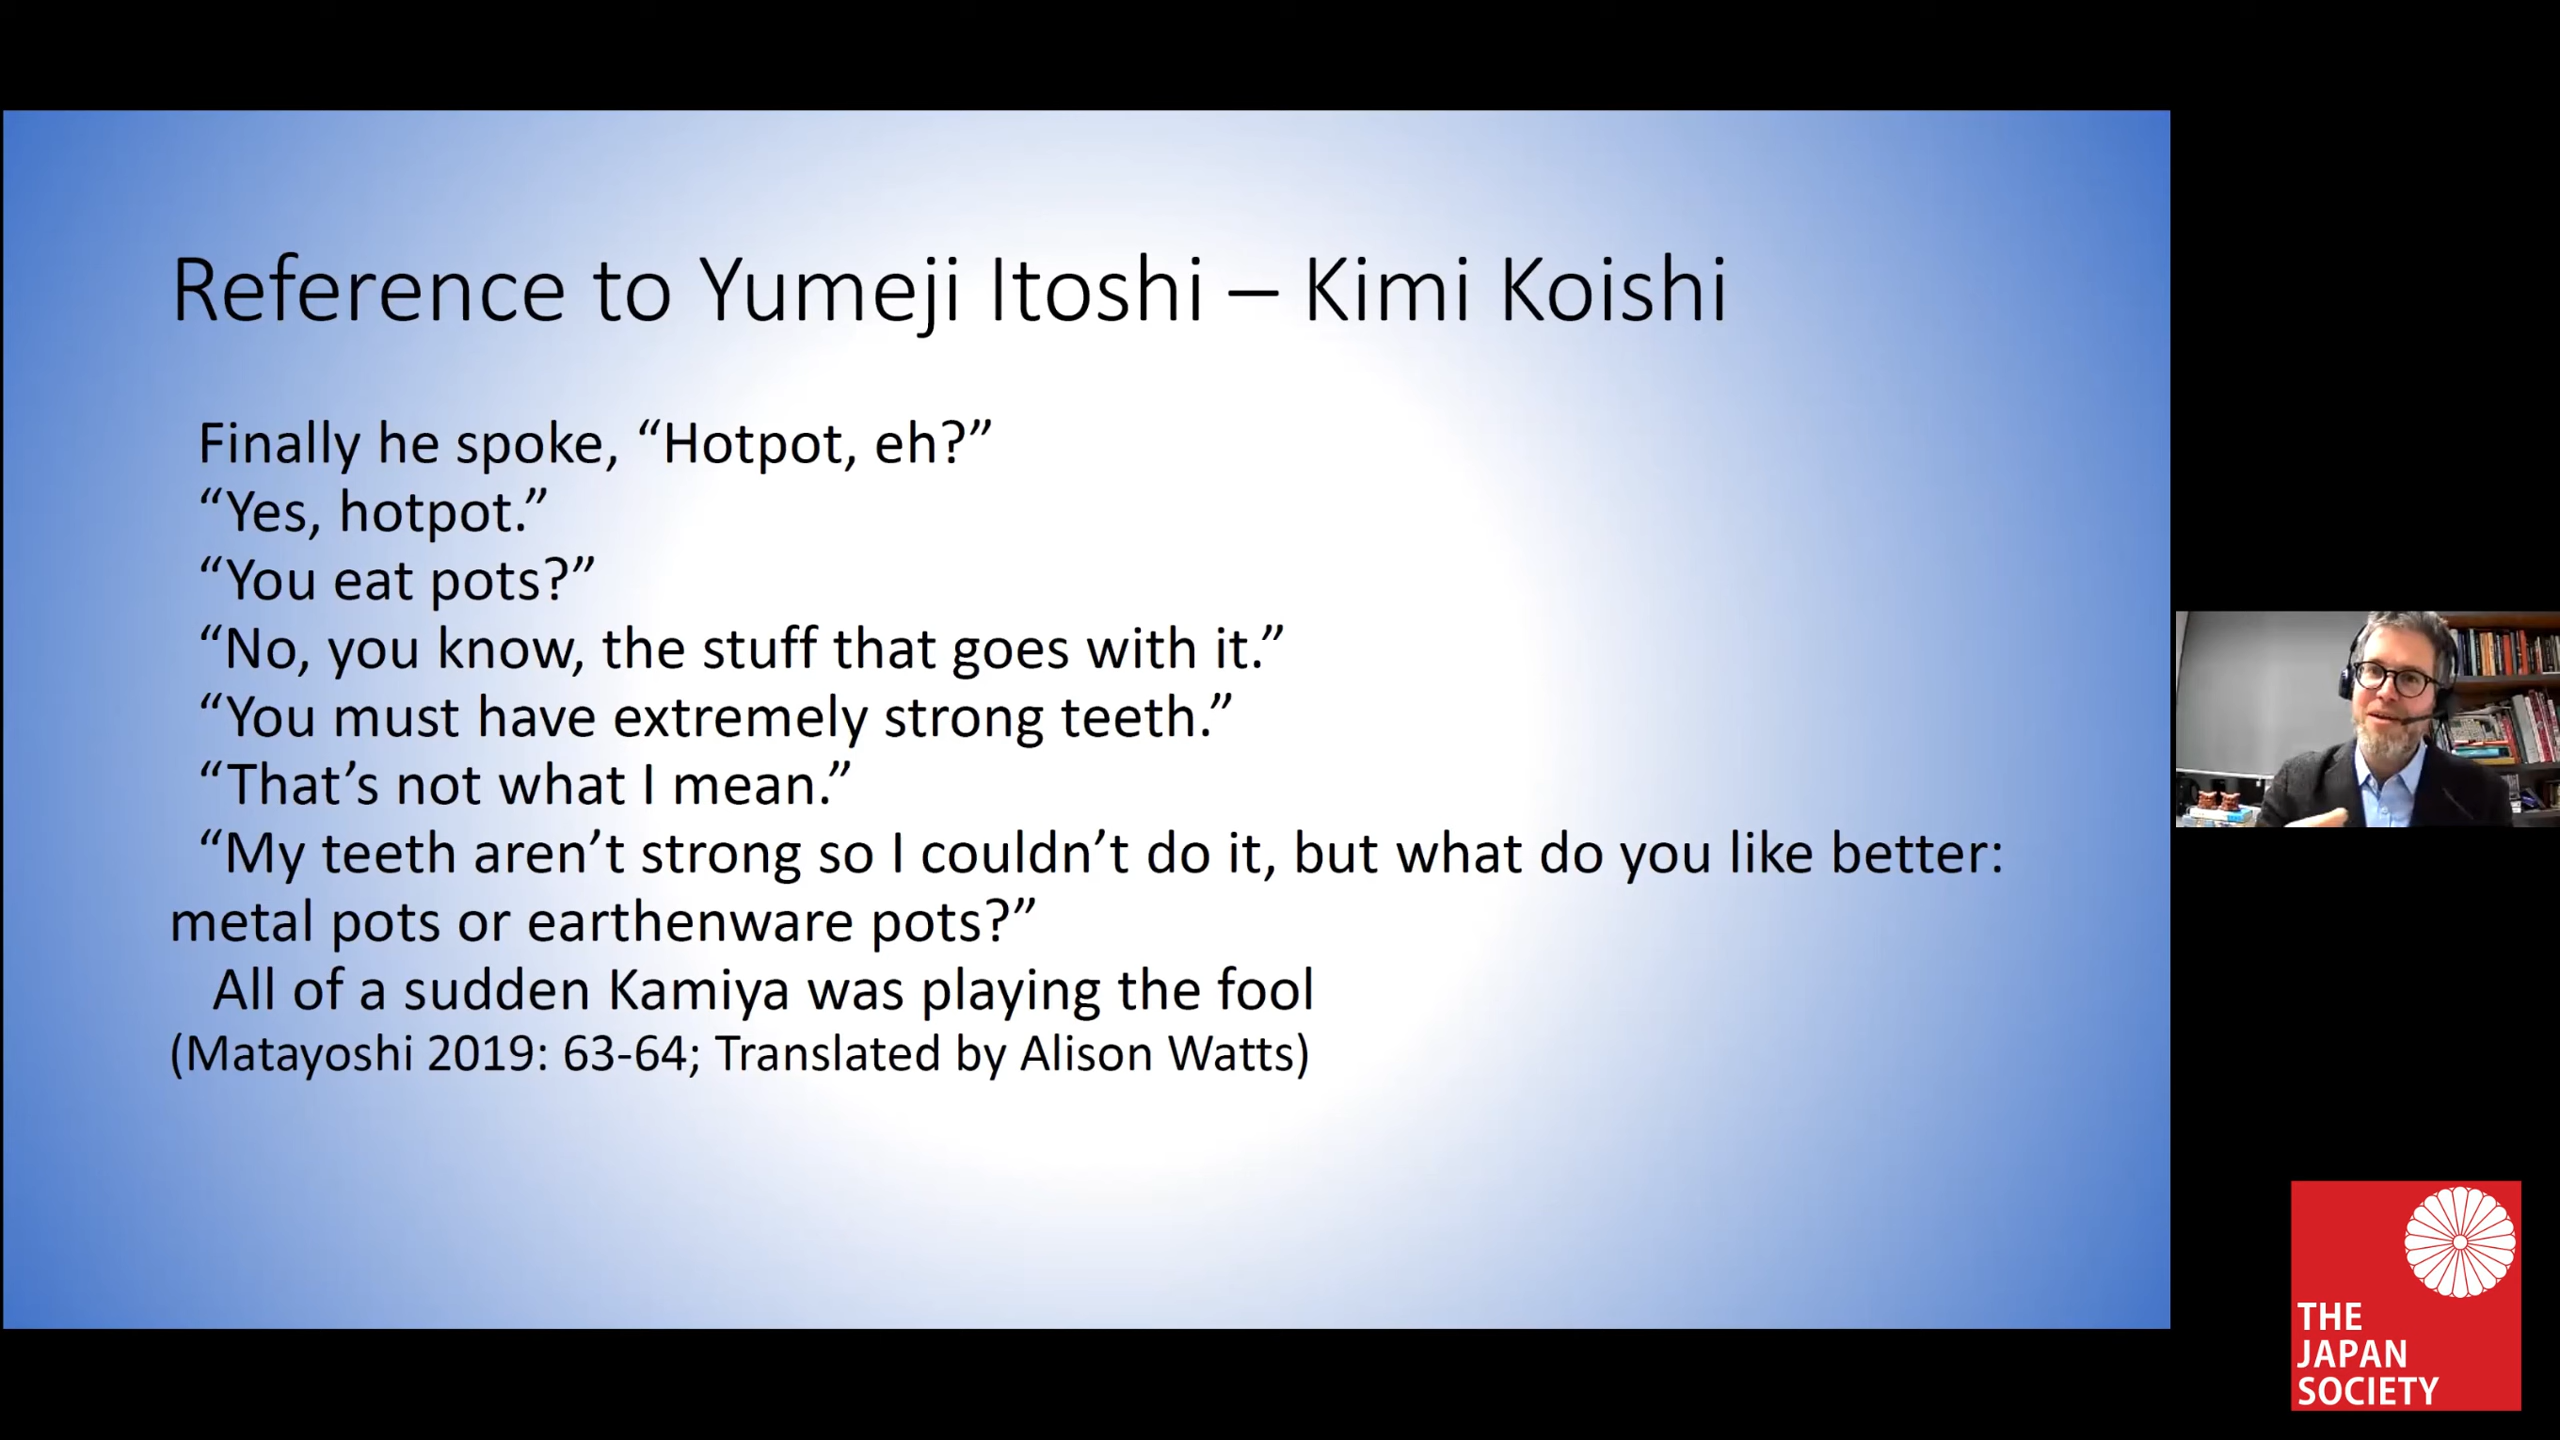 Reference to Yumeji Itoshi – Kimi Koishi
Finally he spoke, “Hotpot, eh?”
“Yes, hotpot.”
“You eat pots?”
“No, you know, the stuff that goes with it.”
“You must have extremely strong teeth.”
“That’s not what I mean.”
“My teeth aren’t strong so I couldn’t do it, but what do you like better:
metal pots or earthenware pots?”
All of a sudden Kamiya was playing the fool
(Matayoshi 2019: 63-64; Translated by Alison Watts)
THE
JAPAN
SOCIETY